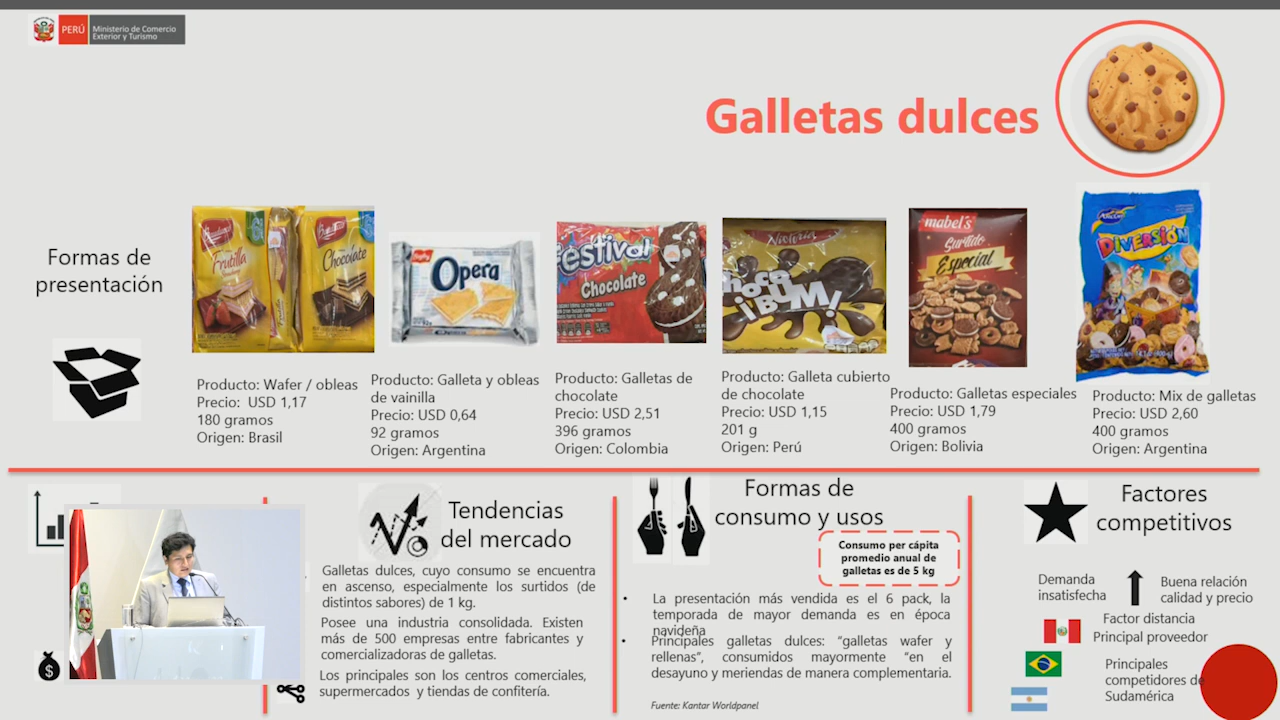 PERÚ
Ministerio de Comercio
Exterior y Turismo
Galletas dulces
Formas de
presentación
Bauducco
Frutilla
Bauducco
Chocolate
Bagley
Opera
92g
Festival
Chocolate
Victoria
CHOCO
¡BUM!
mabel's
Surtido
Especial
Arcor
DIVERSIÓN
Producto: Wafer / obleas
Precio: USD 1,17
180 gramos
Origen: Brasil
Producto: Galleta y obleas
de vainilla
Precio: USD 0,64
92 gramos
Origen: Argentina
Producto: Galletas de
chocolate
Precio: USD 2,51
396 gramos
Origen: Colombia
Producto: Galleta cubierto
de chocolate
Precio: USD 1,15
201 g
Origen: Perú
Producto: Galletas especiales
Precio: USD 1,79
400 gramos
Origen: Bolivia
Producto: Mix de galletas
Precio: USD 2,60
400 gramos
Origen: Argentina
Tendencias
del mercado
Galletas dulces, cuyo consumo se encuentra
en ascenso, especialmente los surtidos (de
distintos sabores) de 1 kg.
Posee una industria consolidada. Existen
más de 500 empresas entre fabricantes y
comercializadoras de galletas.
Los principales son los centros comerciales,
supermercados y tiendas de confitería.
Formas de
consumo y usos
Consumo per cápita
promedio anual de
galletas es de 5 kg
• La presentación más vendida es el 6 pack, la
temporada de mayor demanda es en época
navideña
• Principales galletas dulces: “galletas wafer y
rellenas”, consumidos mayormente “en el
desayuno y meriendas de manera complementaria.
Fuente: Kantar Worldpanel
Factores
competitivos
Demanda
insatisfecha
Buena relación
calidad y precio
Factor distancia
Principal proveedor
Principales
competidores de
Sudamérica